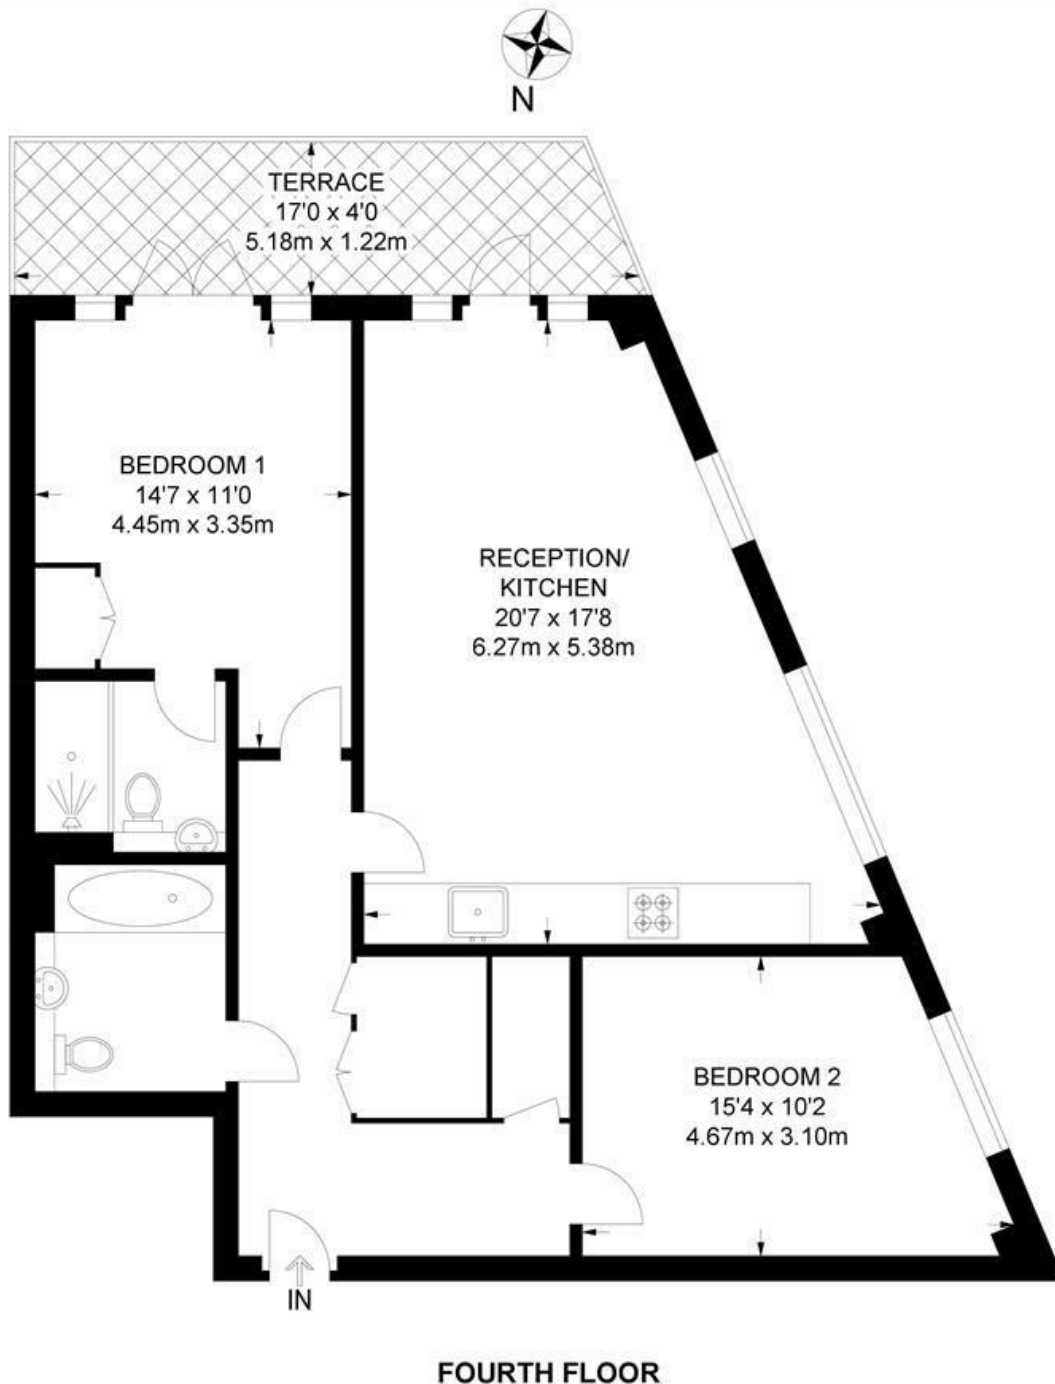 N
TERRACE
17'0 x 4'0
5.18m x 1.22m
BEDROOM 1
14'7 x 11'0
4.45m x 3.35m
RECEPTION/
KITCHEN
20'7 x 17'8
6.27m x 5.38m
BEDROOM 2
15'4 x 10'2
4.67m x 3.10m
IN
FOURTH FLOOR